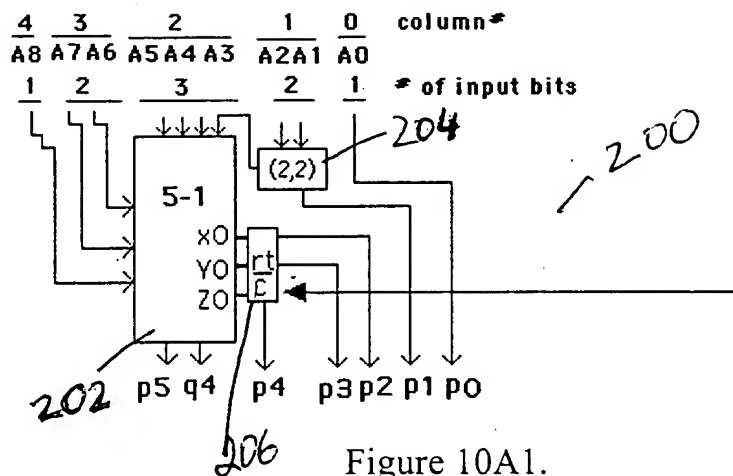 4 3 2 1 0 column#
A8 A7A6 A5A4A3 A2A1 A0
1 2 3 2 1 # of input bits
204
200
(2,2)
5-1
X0
Y0 rt
Z0 C
202
p5 q4 p4 p3 p2 p1 p0
206
Figure 10A1.